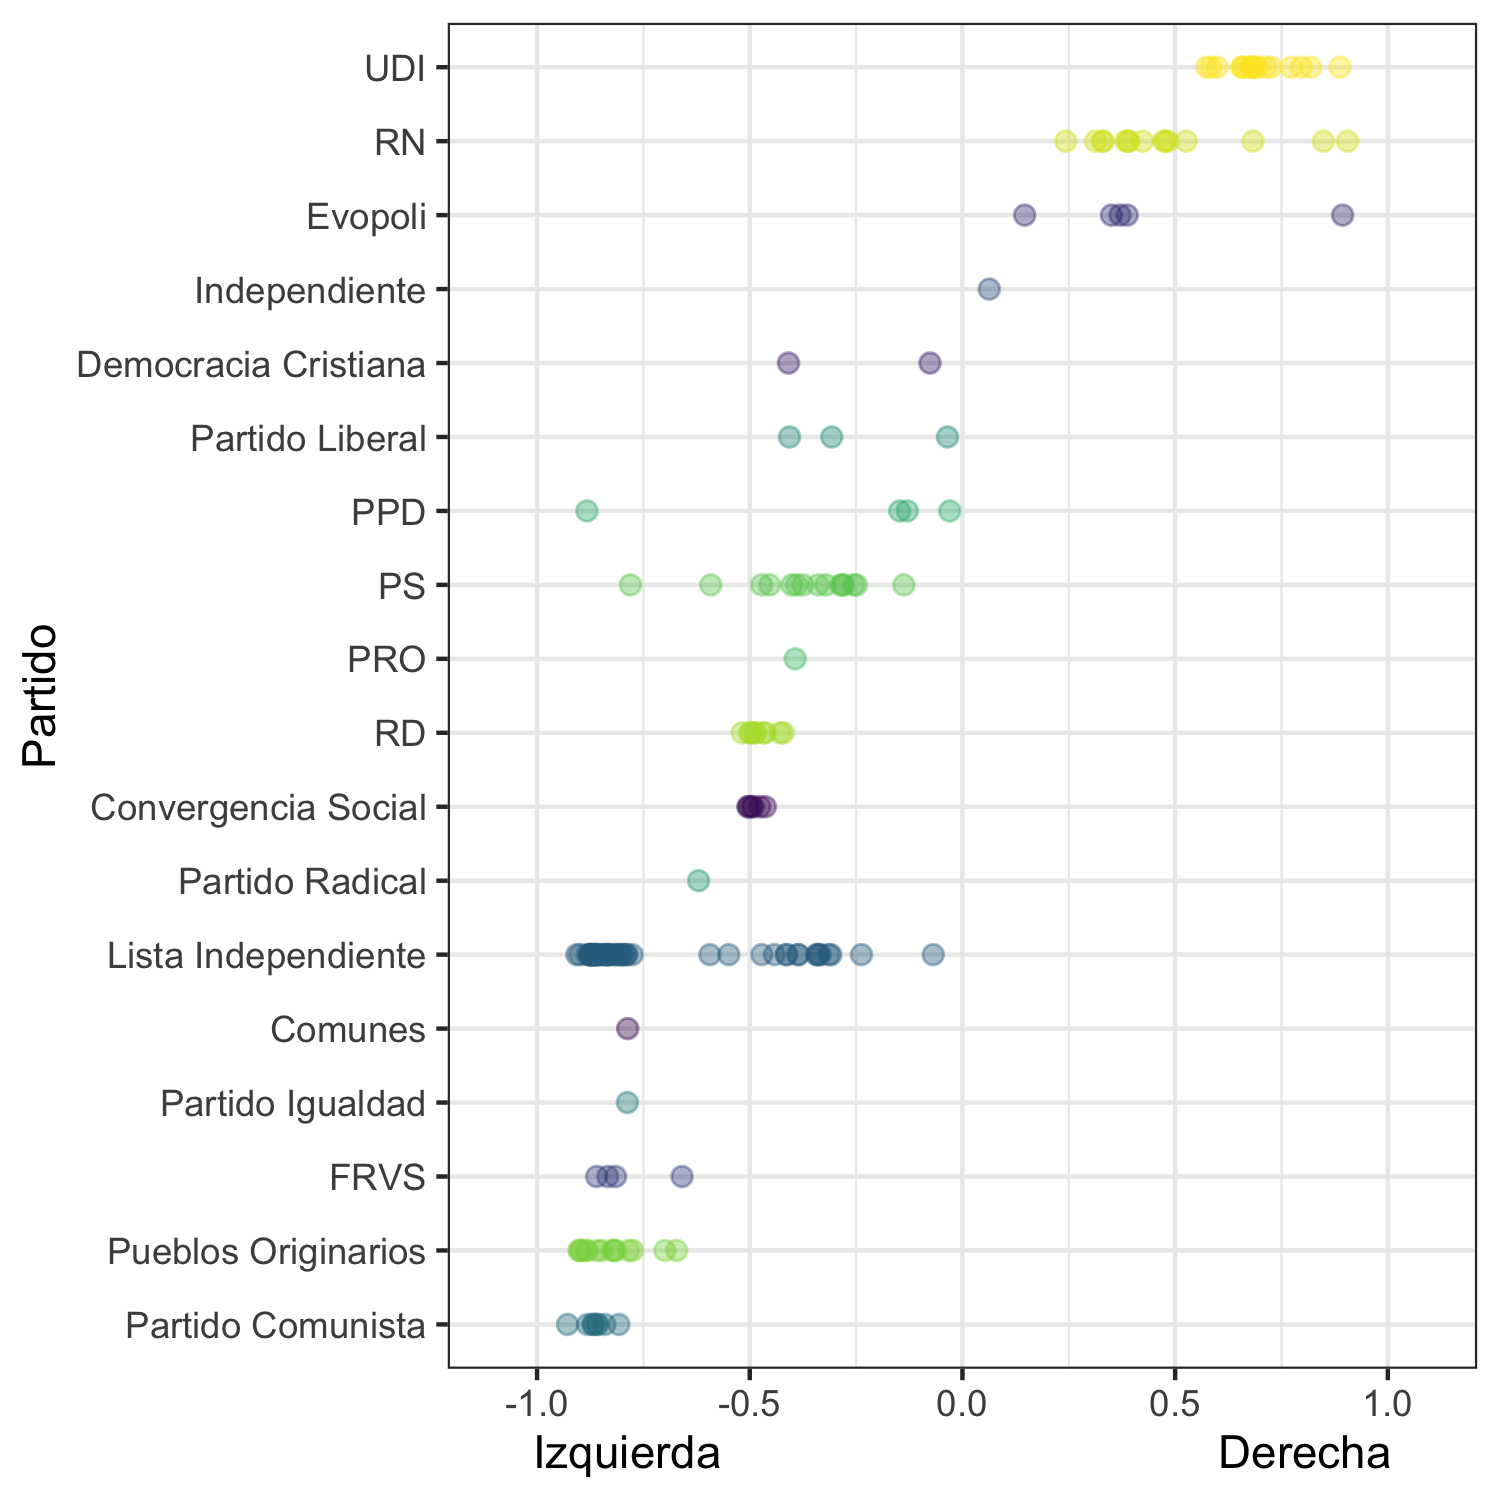 Partido
UDI
RN
Evopoli
Independiente
Democracia Cristiana
Partido Liberal
PPD
PS
PRO
RD
Convergencia Social
Partido Radical
Lista Independiente
Comunes
Partido Igualdad
FRVS
Pueblos Originarios
Partido Comunista
-1.0 -0.5 0.0 0.5 1.0
Izquierda Derecha